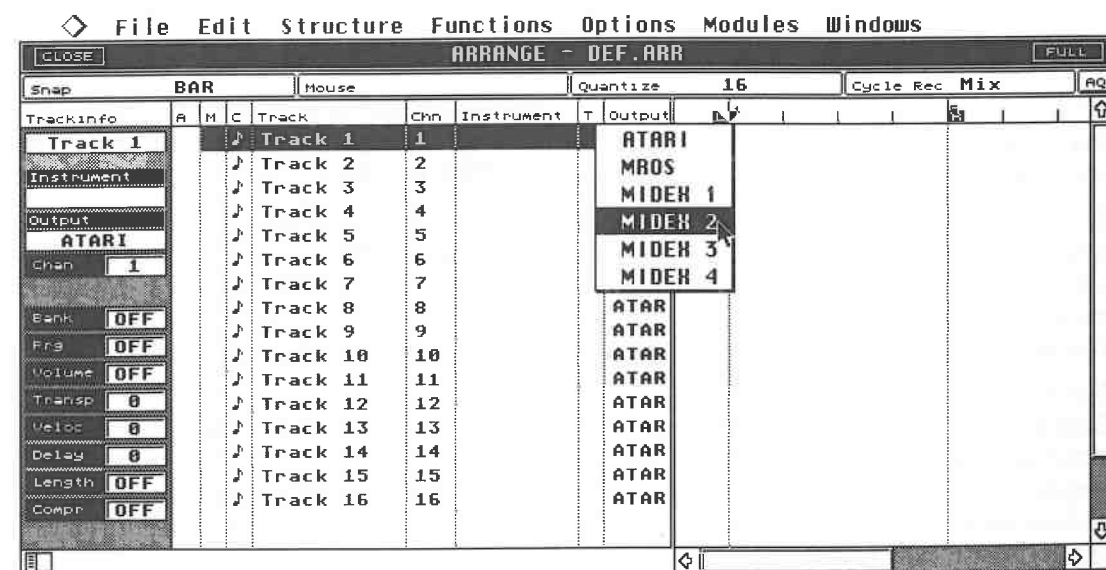 File Edit Structure Functions Options Modules Windows
CLOSE ARRANGE - DEF.ARR FULL
Snap BAR Mouse Quantize 16 Cycle Rec Mix AQ
Trackinfo A M C Track Chn Instrument T Output
Track 1
Instrument
Output
ATARI
Chan 1
Bank OFF
Prg OFF
Volume OFF
Transp 0
Veloc 0
Delay 0
Length OFF
Compr OFF
Track 1 1
Track 2 2
Track 3 3
Track 4 4
Track 5 5
Track 6 6
Track 7 7
Track 8 8 ATAR
Track 9 9 ATAR
Track 10 10 ATAR
Track 11 11 ATAR
Track 12 12 ATAR
Track 13 13 ATAR
Track 14 14 ATAR
Track 15 15 ATAR
Track 16 16 ATAR
ATARI
MROS
MIDEX 1
MIDEX 2
MIDEX 3
MIDEX 4